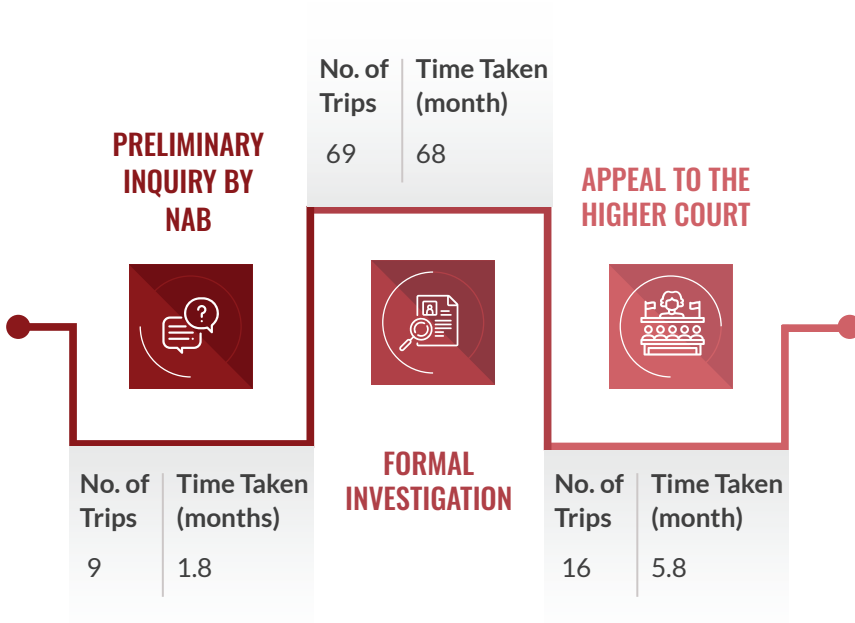 PRELIMINARY
INQUIRY BY
NAB
No. of Trips | Time Taken (months)
9 | 1.8
No. of Trips | Time Taken (month)
69 | 68
FORMAL
INVESTIGATION
APPEAL TO THE
HIGHER COURT
No. of Trips | Time Taken (month)
16 | 5.8
?